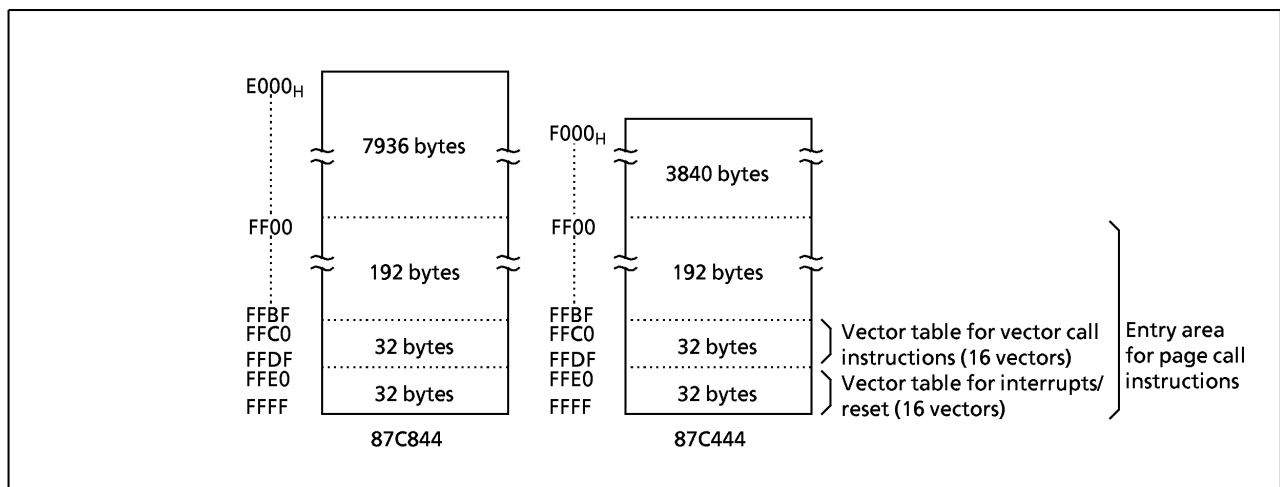 E000H
7936 bytes
FF00
192 bytes
FFBF
FFC0
32 bytes
FFDF
FFE0
32 bytes
FFFF
87C844
F000H
3840 bytes
FF00
192 bytes
FFBF
FFC0
32 bytes
FFDF
FFE0
32 bytes
FFFF
87C444
Vector table for vector call
instructions (16 vectors)
Vector table for interrupts/
reset (16 vectors)
Entry area
for page call
instructions